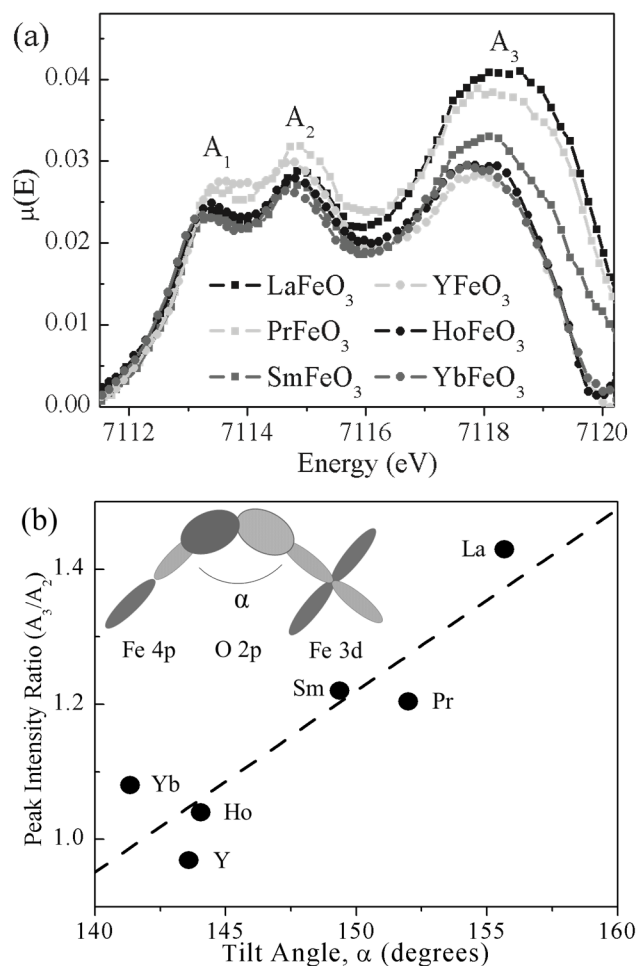 (a)
A₃
A₂
A₁
0.04
0.03
0.02
0.01
0.00
μ(E)
LaFeO₃ YFeO₃
PrFeO₃ HoFeO₃
SmFeO₃ YbFeO₃
7112 7114 7116 7118 7120
Energy (eV)
(b)
1.4
1.2
1.0
Peak Intensity Ratio (A₃/A₂)
La
α
Fe 4p O 2p Fe 3d
Sm
Pr
Yb
Ho
Y
140 145 150 155 160
Tilt Angle, α (degrees)